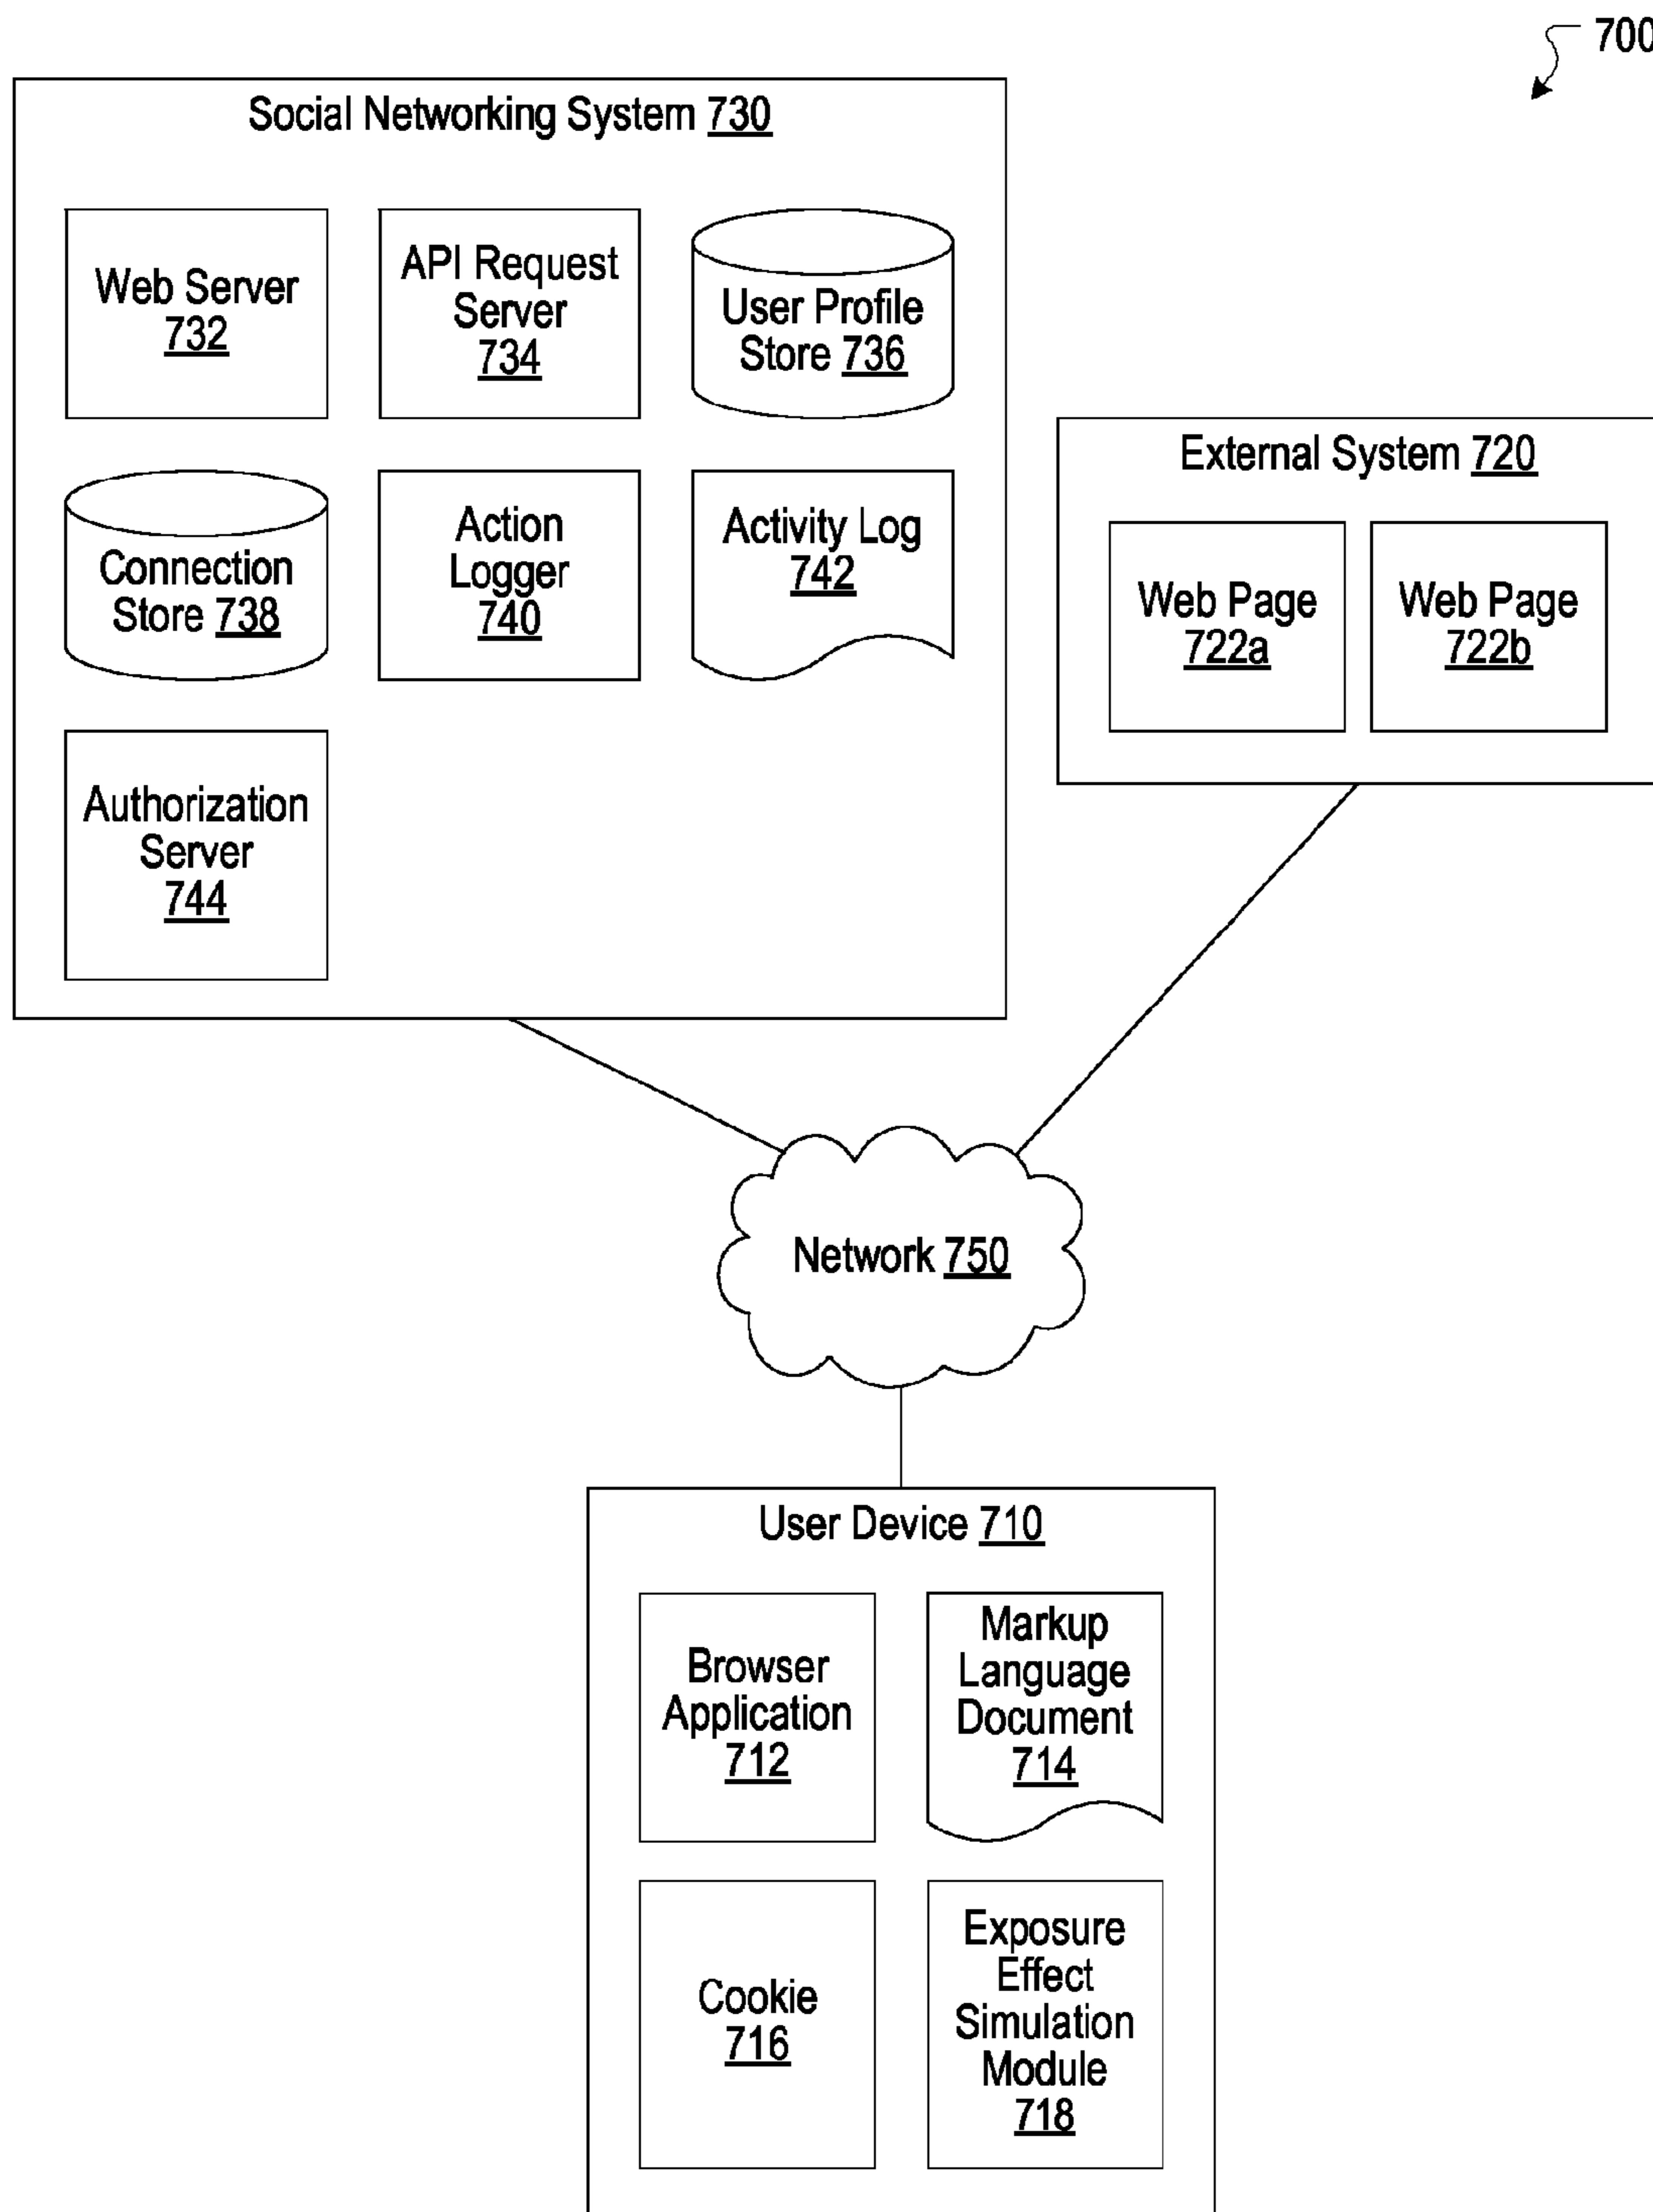 700
Social Networking System 730
Web Server
732
API Request
Server
734
User Profile
Store 736
Connection
Store 738
Action
Logger
740
Activity Log
742
Authorization
Server
744
External System 720
Web Page
722a
Web Page
722b
Network 750
User Device 710
Browser
Application
712
Markup
Language
Document
714
Cookie
716
Exposure
Effect
Simulation
Module
718